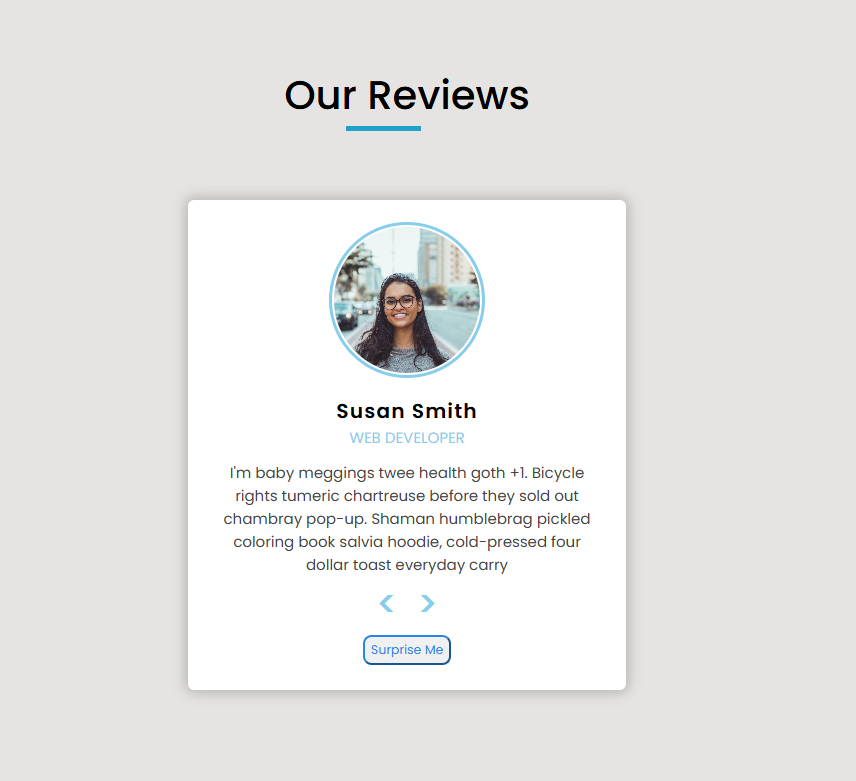 Our Reviews
Susan Smith
WEB DEVELOPER
I'm baby meggings twee health goth +1. Bicycle
rights tumeric chartreuse before they sold out
chambray pop-up. Shaman humblebrag pickled
coloring book salvia hoodie, cold-pressed four
dollar toast everyday carry
Surprise Me